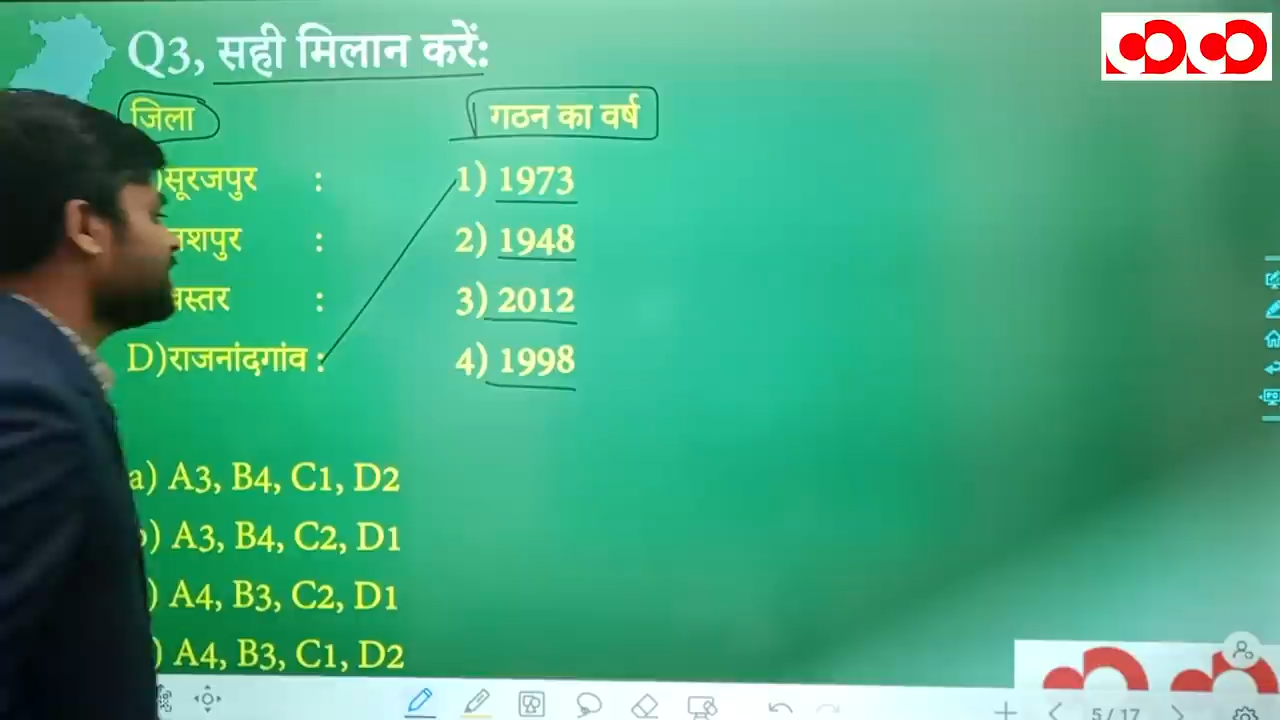 Q3, सही मिलान करें:
जिला गठन का वर्ष
)सूरजपुर : 1) 1973
शपुर : 2) 1948
स्तर : 3) 2012
D)राजनांदगांव : 4) 1998
a) A3, B4, C1, D2
) A3, B4, C2, D1
) A4, B3, C2, D1
) A4, B3, C1, D2
5/17